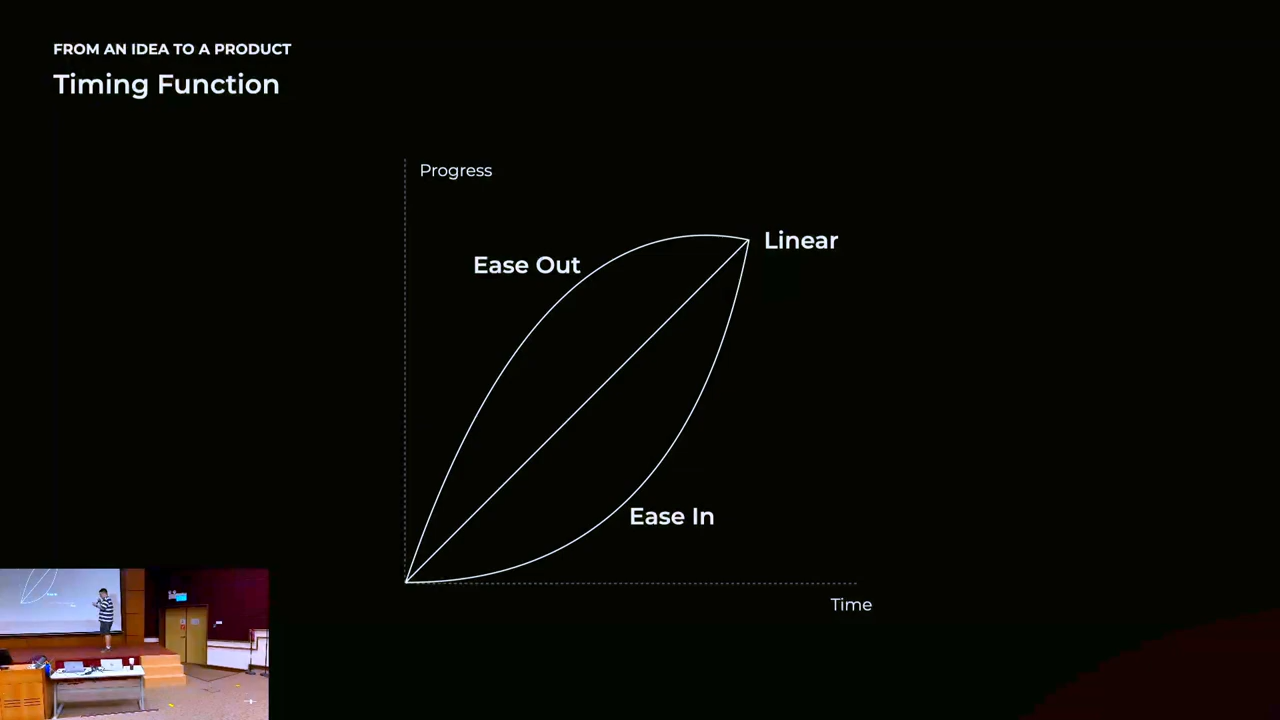 FROM AN IDEA TO A PRODUCT
Timing Function
Progress
Ease Out
Linear
Ease In
Time